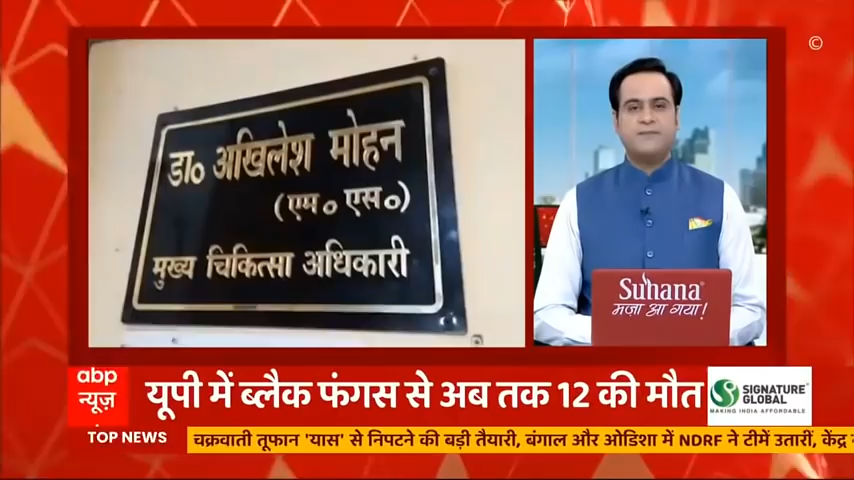 ©
डा० अखिलेश मोहन
(एम० एस०)
मुख्य चिकित्सा अधिकारी
Suhana®
मज़ा आ गया!
abp
न्यूज़
TOP NEWS
यूपी में ब्लैक फंगस से अब तक 12 की मौत
SIGNATURE GLOBAL
MAKING INDIA AFFORDABLE
चक्रवाती तूफान 'यास' से निपटने की बड़ी तैयारी, बंगाल और ओडिशा में NDRF ने टीमें उतारीं, केंद्र